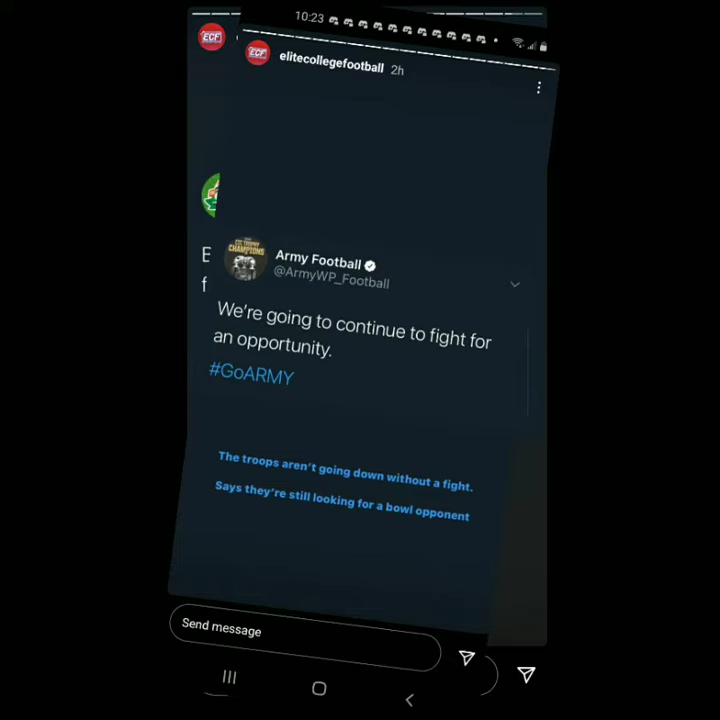 10:23
ECF
ECF
elitecollegefootball 2h
E
f
CHAMPIONS
Army Football
@ArmyWP_Football
We're going to continue to fight for
an opportunity.
#GoARMY
The troops aren't going down without a fight.
Says they're still looking for a bowl opponent
Send message